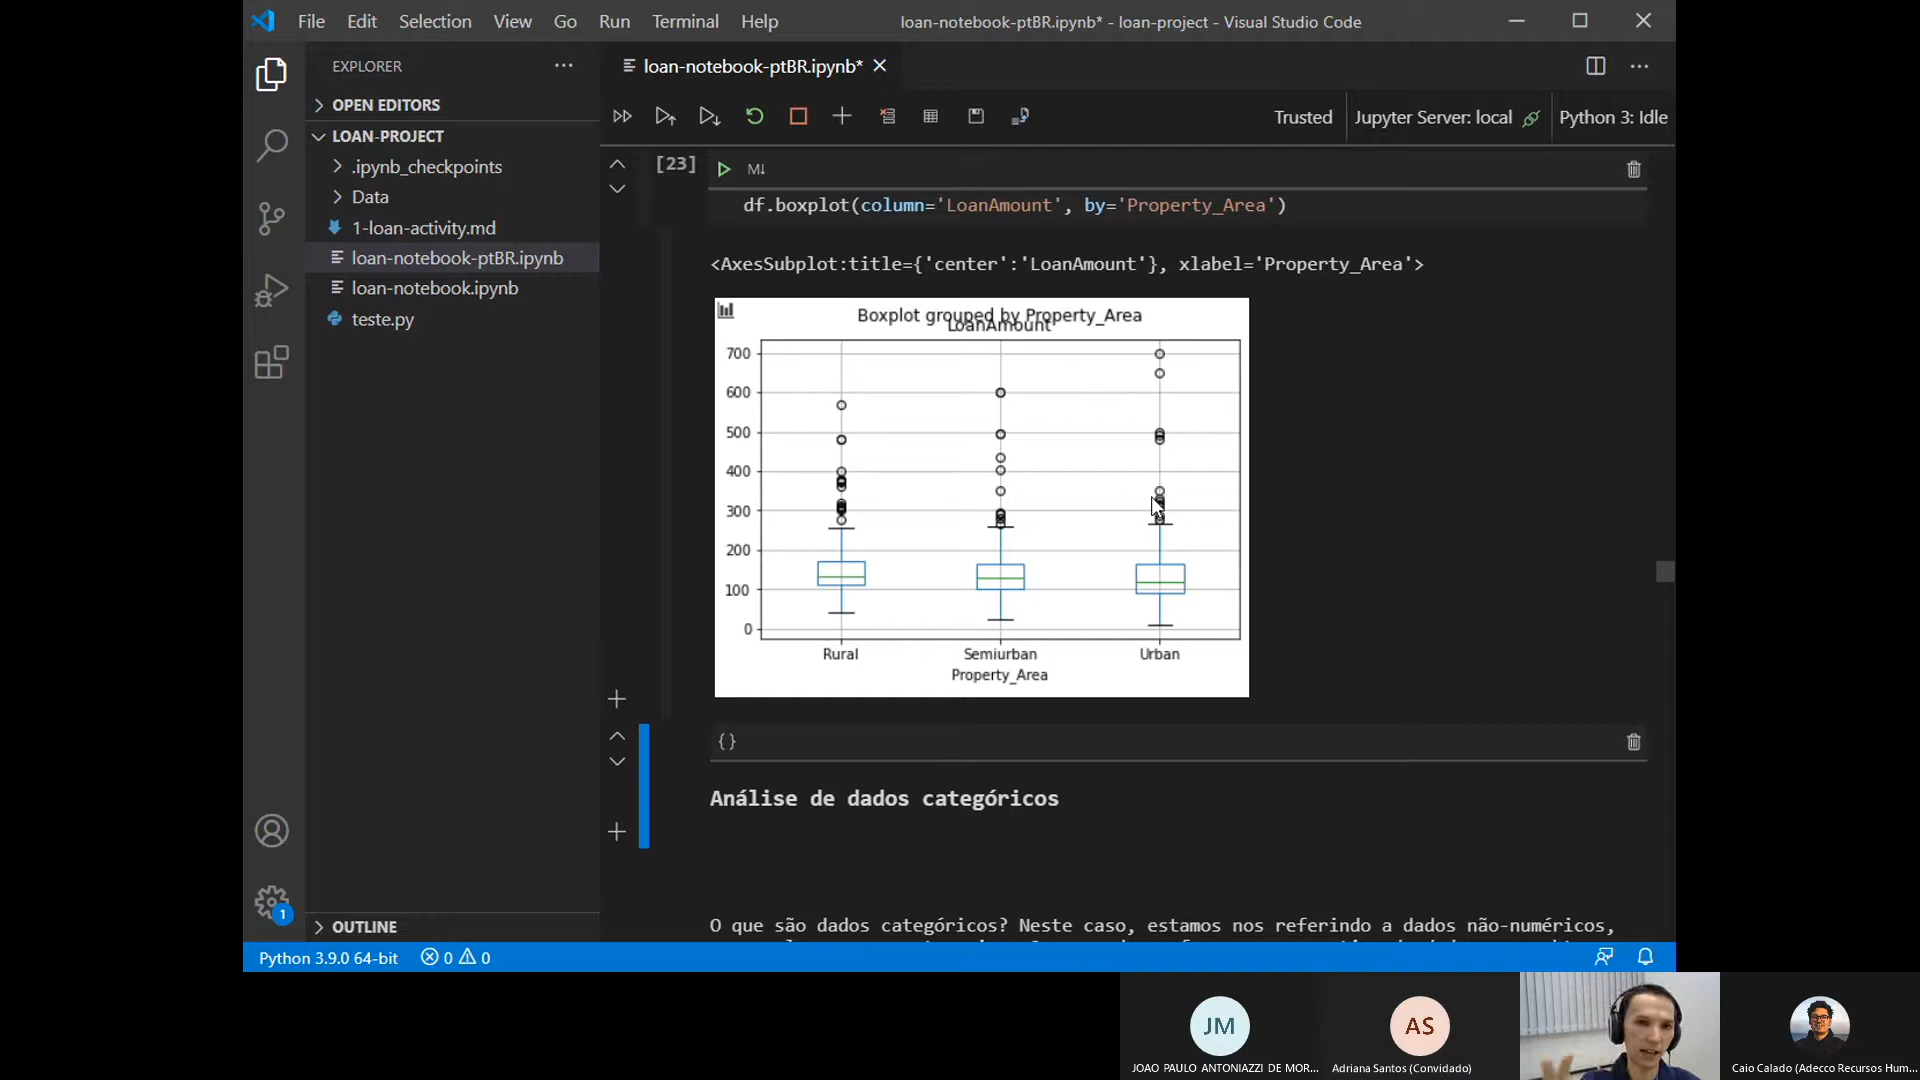 File Edit Selection View Go Run Terminal Help loan-notebook-ptBR.ipynb* - loan-project - Visual Studio Code
EXPLORER
loan-notebook-ptBR.ipynb*
OPEN EDITORS
LOAN-PROJECT
.ipynb_checkpoints
Data
1-loan-activity.md
loan-notebook-ptBR.ipynb
loan-notebook.ipynb
teste.py
OUTLINE
1
Trusted Jupyter Server: local Python 3: Idle
[23] M↓
df.boxplot(column='LoanAmount', by='Property_Area')
<AxesSubplot:title={'center':'LoanAmount'}, xlabel='Property_Area'>
Boxplot grouped by Property_Area
LoanAmount
700
600
500
400
300
200
100
0
Rural Semiurban Urban
Property_Area
{}
Análise de dados categóricos
O que são dados categóricos? Neste caso, estamos nos referindo a dados não-numéricos,
Python 3.9.0 64-bit 0 0
JM
AS
JOAO PAULO ANTONIAZZI DE MOR...
Adriana Santos (Convidado)
Caio Calado (Adecco Recursos Hum...